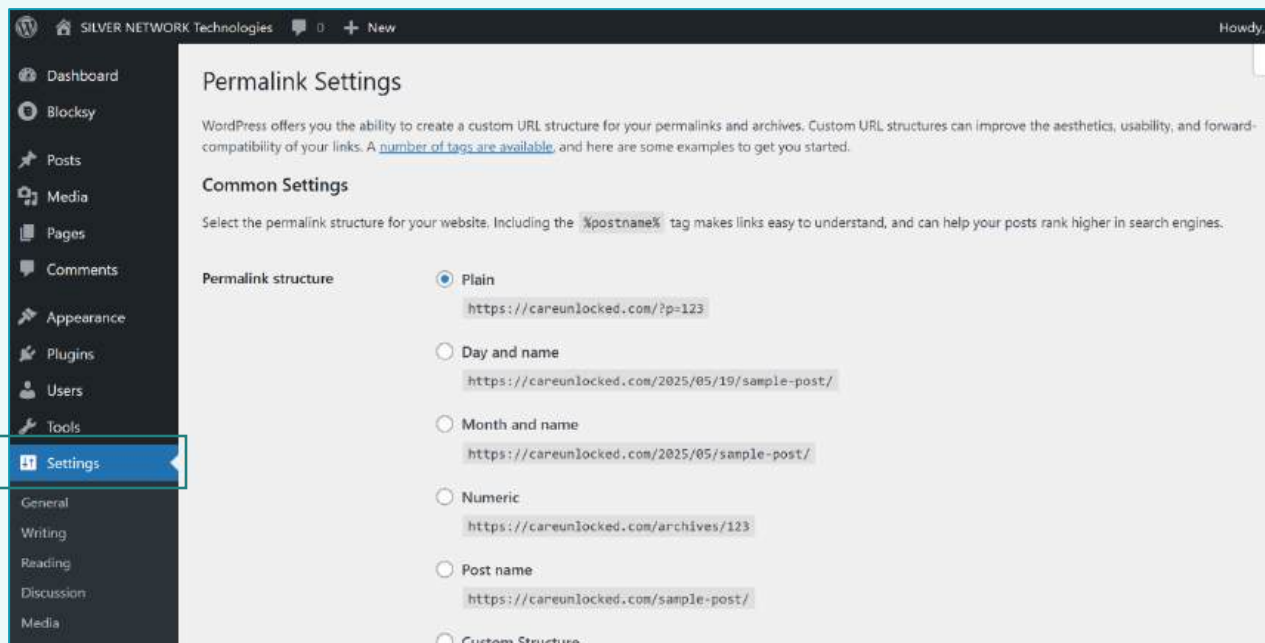 SILVER NETWORK Technologies 0 + New Howdy,
Dashboard
Blocksy
Posts
Media
Pages
Comments
Appearance
Plugins
Users
Tools
Settings
General
Writing
Reading
Discussion
Media
Permalink Settings
WordPress offers you the ability to create a custom URL structure for your permalinks and archives. Custom URL structures can improve the aesthetics, usability, and forward-
compatibility of your links. A number of tags are available, and here are some examples to get you started.
Common Settings
Select the permalink structure for your website. Including the %postname% tag makes links easy to understand, and can help your posts rank higher in search engines.
Permalink structure
Plain
https://careunlocked.com/?p=123
Day and name
https://careunlocked.com/2025/05/19/sample-post/
Month and name
https://careunlocked.com/2025/05/sample-post/
Numeric
https://careunlocked.com/archives/123
Post name
https://careunlocked.com/sample-post/
Custom Structure